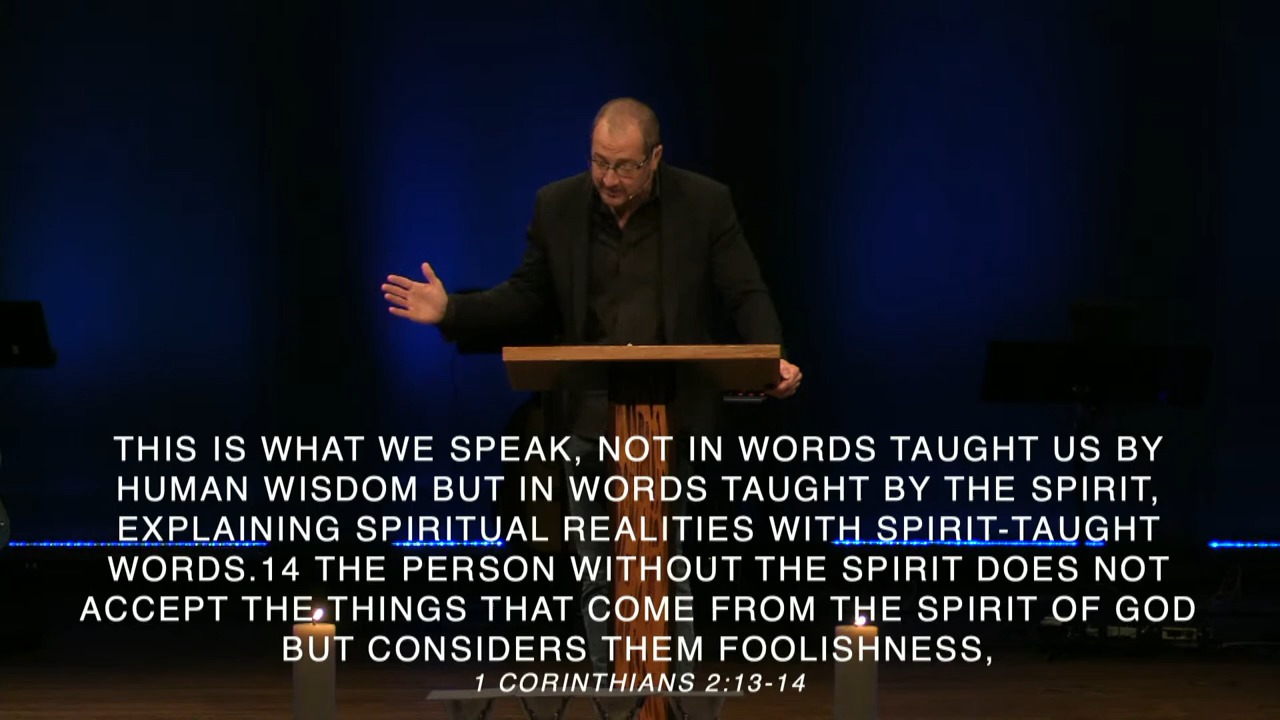 THIS IS WHAT WE SPEAK, NOT IN WORDS TAUGHT US BY
HUMAN WISDOM BUT IN WORDS TAUGHT BY THE SPIRIT,
EXPLAINING SPIRITUAL REALITIES WITH SPIRIT-TAUGHT
WORDS.14 THE PERSON WITHOUT THE SPIRIT DOES NOT
ACCEPT THE THINGS THAT COME FROM THE SPIRIT OF GOD
BUT CONSIDERS THEM FOOLISHNESS,
1 CORINTHIANS 2:13-14